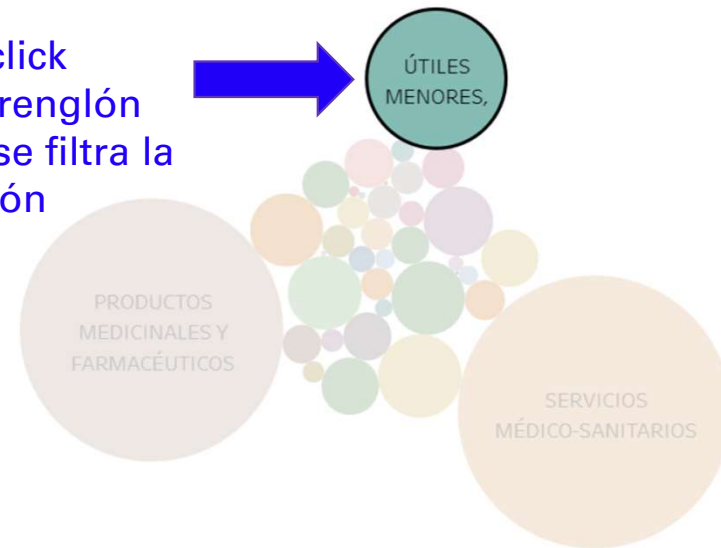 click
renglón
se filtra la
ón
ÚTILES
MENORES,
PRODUCTOS
MEDICINALES Y
FARMACÉUTICOS
SERVICIOS
MÉDICO-SANITARIOS